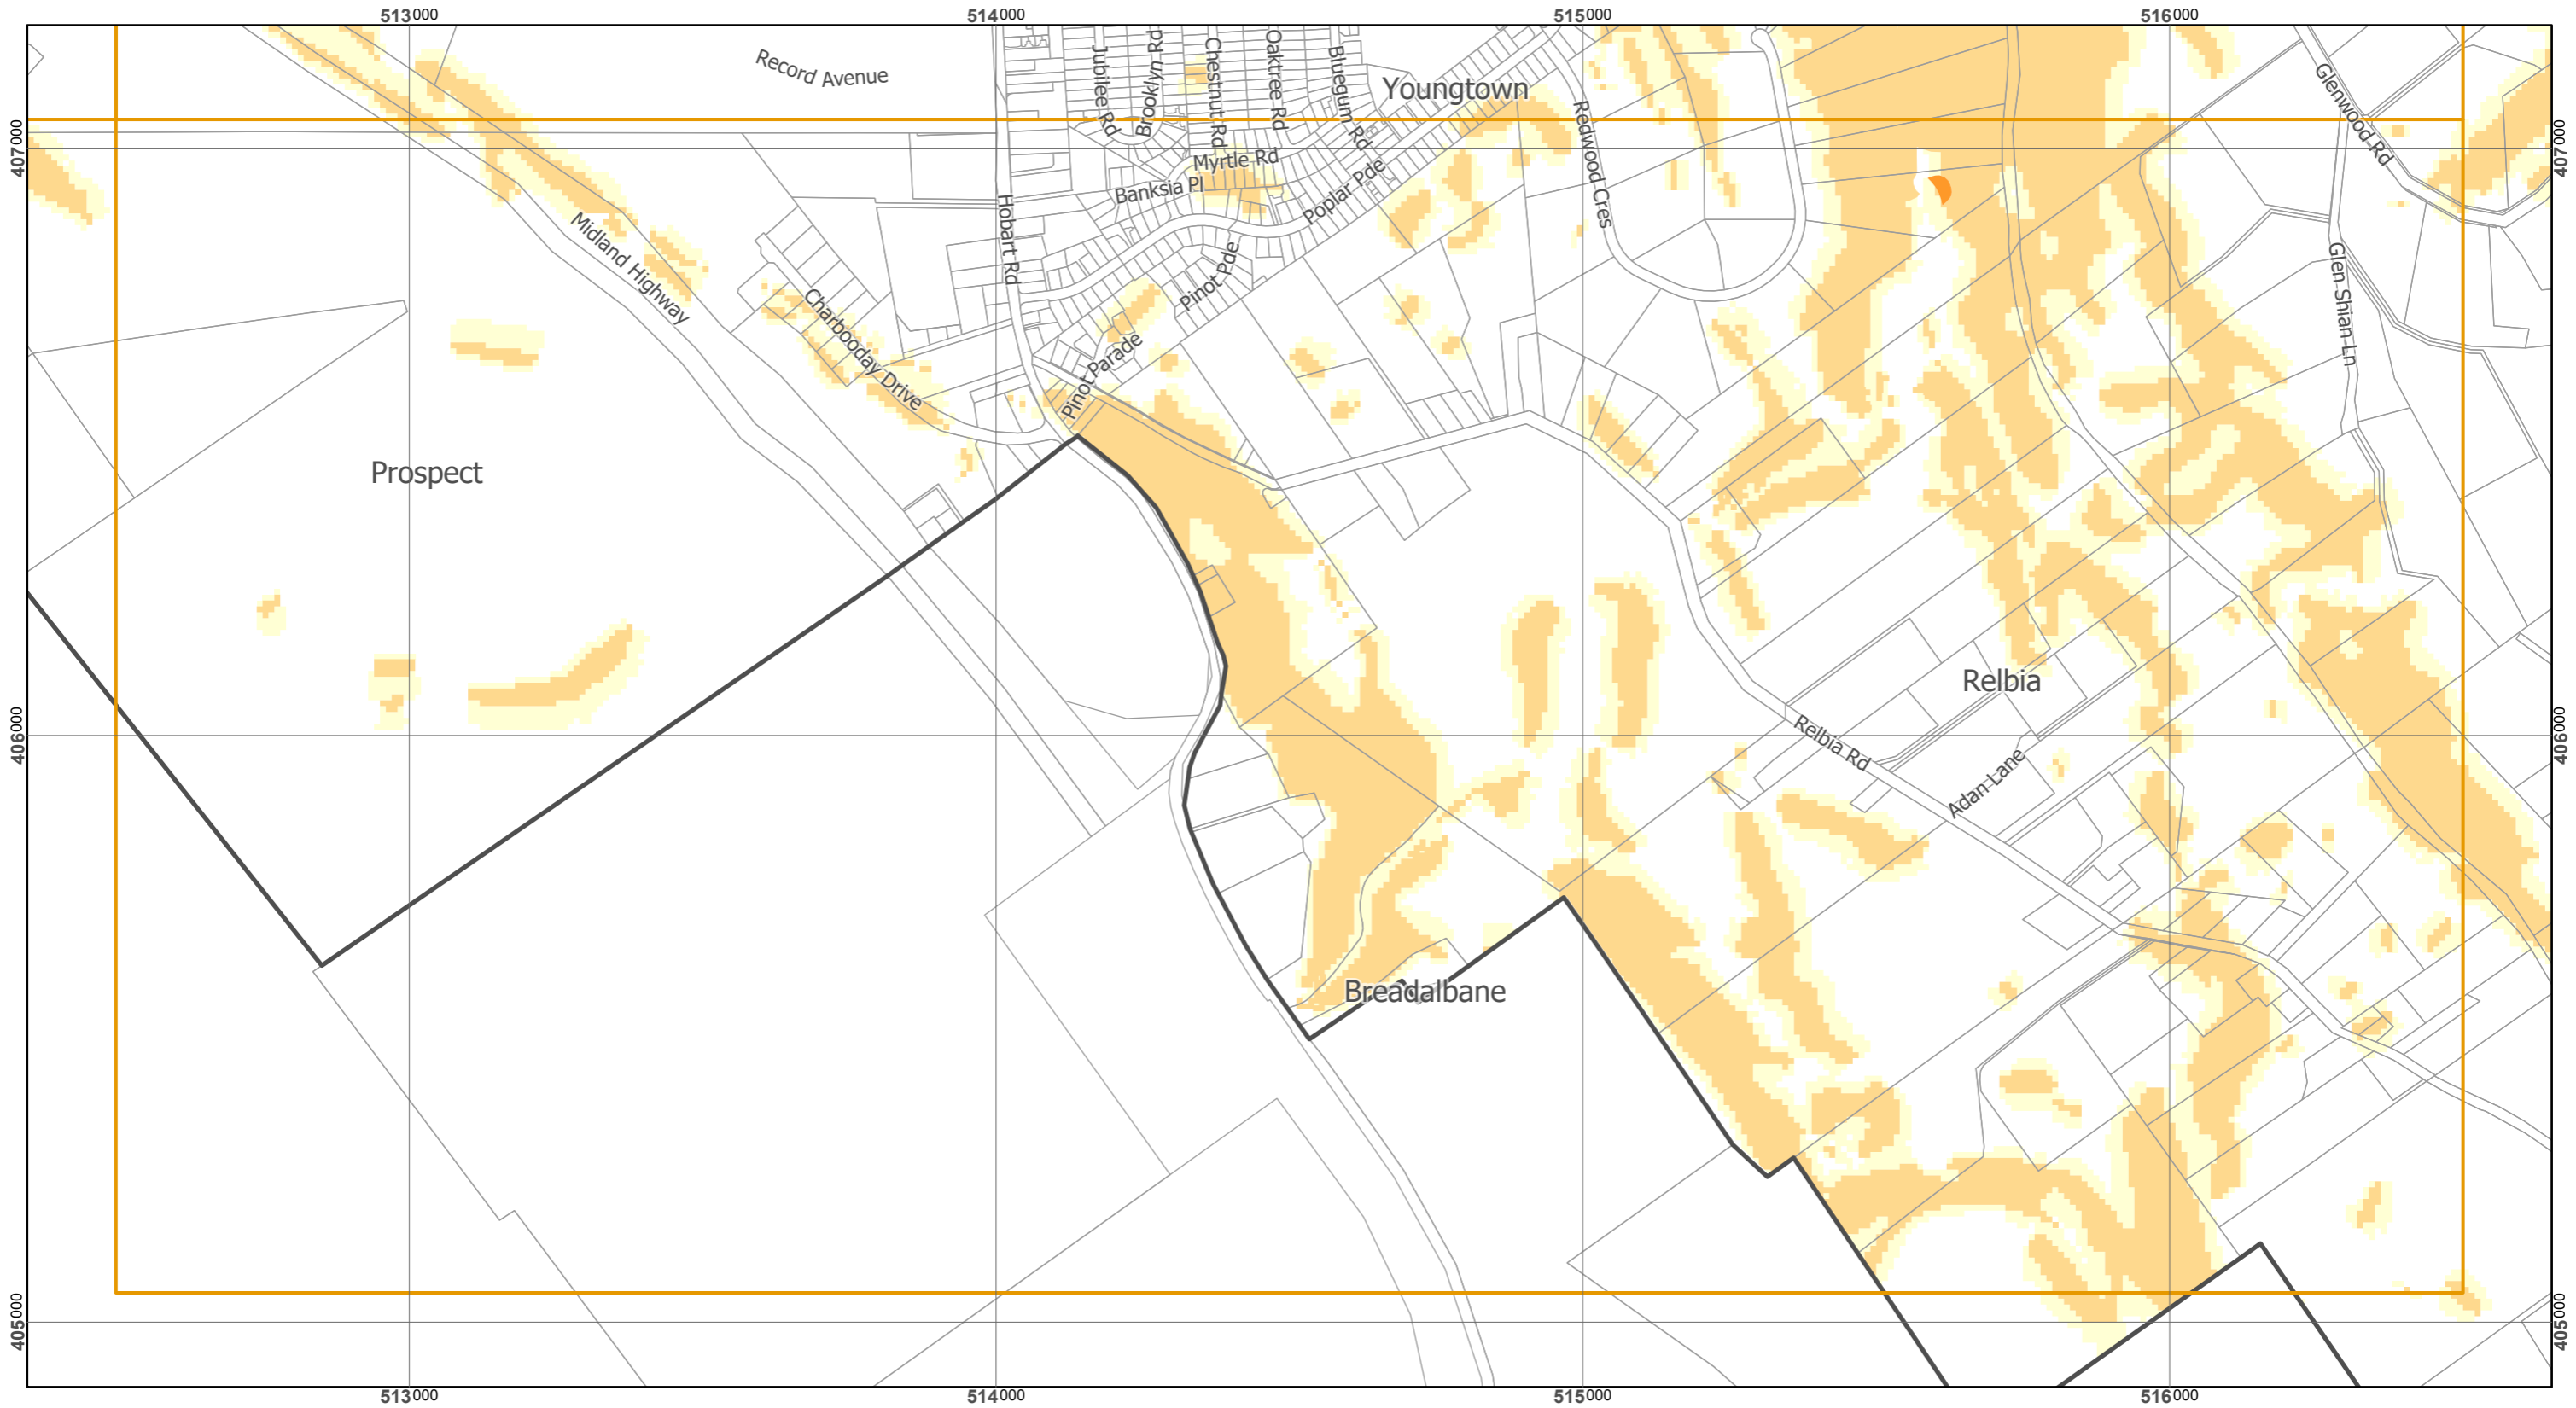 513000
514000
515000
516000
Record Avenue
Jubilee Rd
Brooklyn Rd
Chestnut Rd
Oaktree Rd
Bluegum Rd
Youngtown
Glenwood Rd
407000
407000
Myrtle Rd
Banksia Pl
Poplar Pde
Redwood Cres
Midland Highway
Hobart Rd
Pinot Pde
Glen Shian Ln
Charbooday Drive
Pinot Parade
Prospect
Relbia
406000
406000
Relbia Rd
Adan Lane
Breadalbane
405000
405000
513000
514000
515000
516000